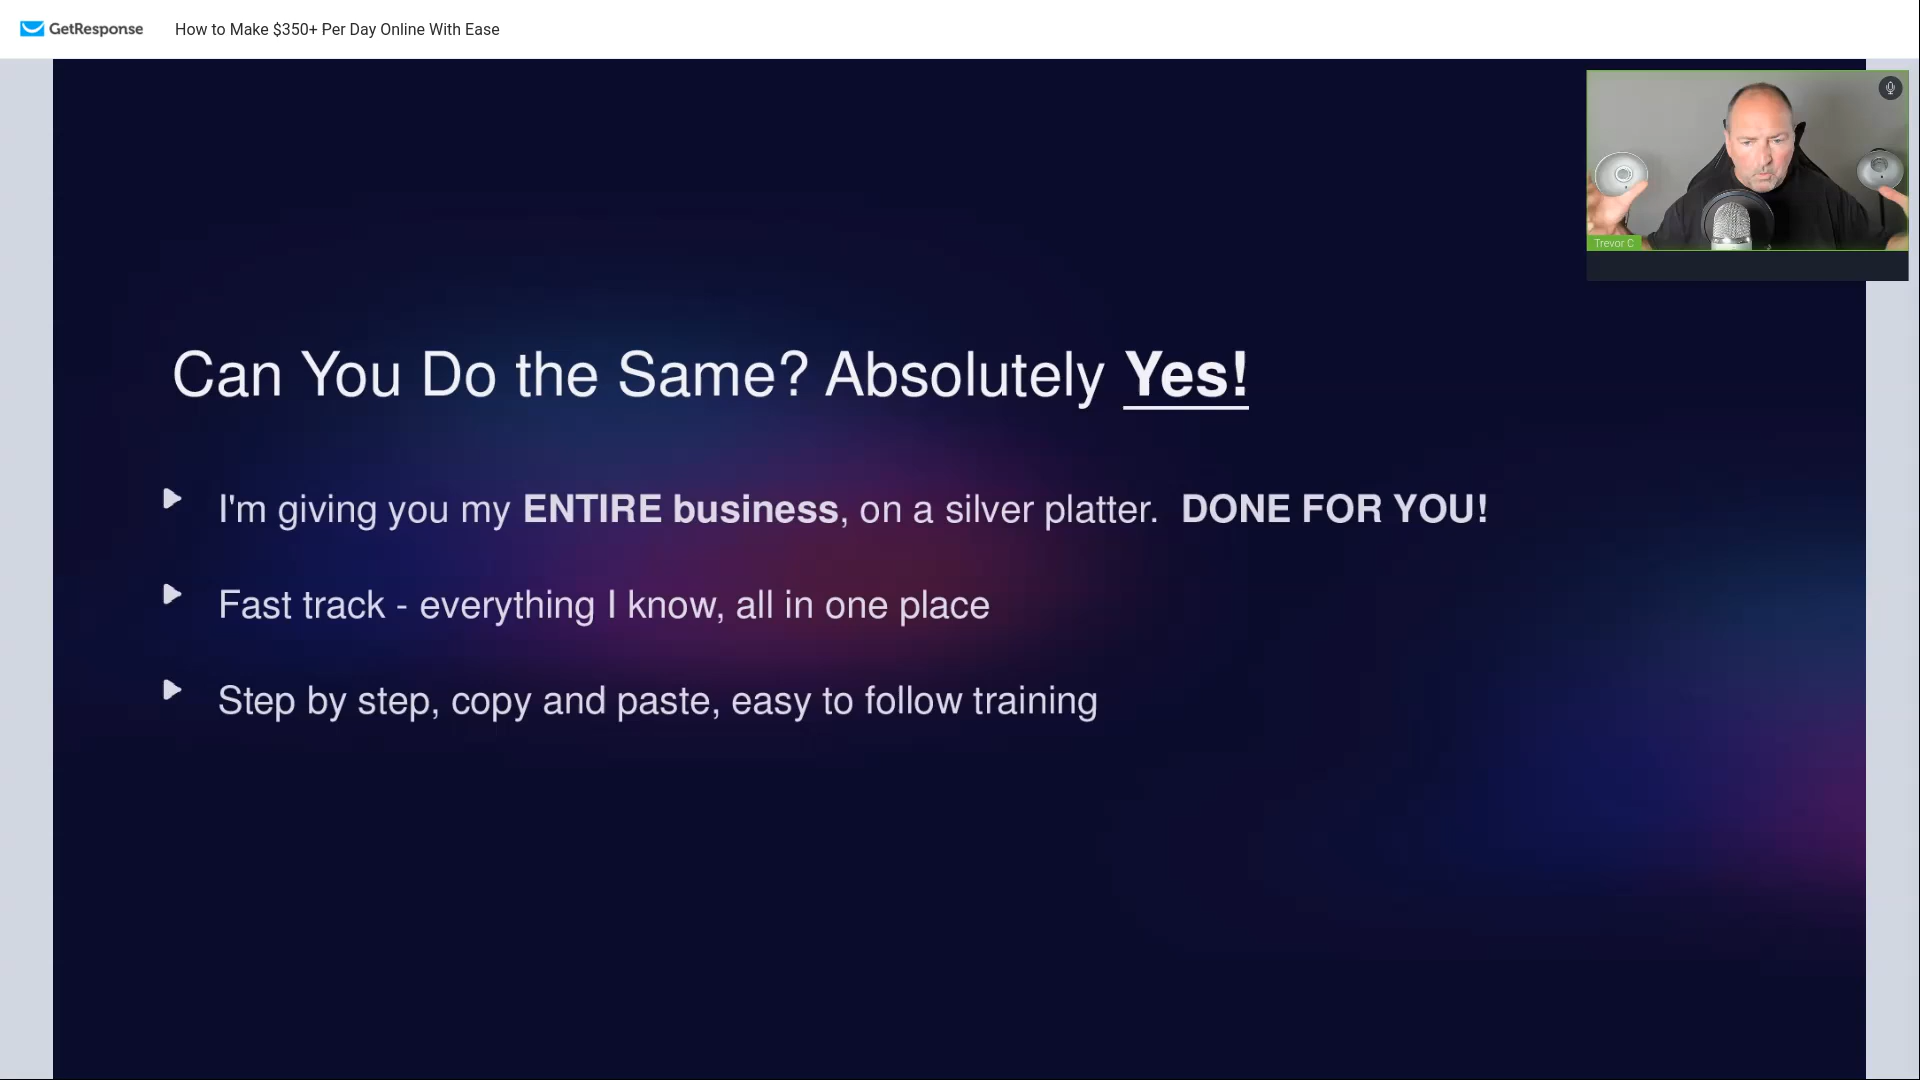 GetResponse How to Make $350+ Per Day Online With Ease
Trevor C
Can You Do the Same? Absolutely Yes!
I'm giving you my ENTIRE business, on a silver platter. DONE FOR YOU!
Fast track - everything I know, all in one place
Step by step, copy and paste, easy to follow training